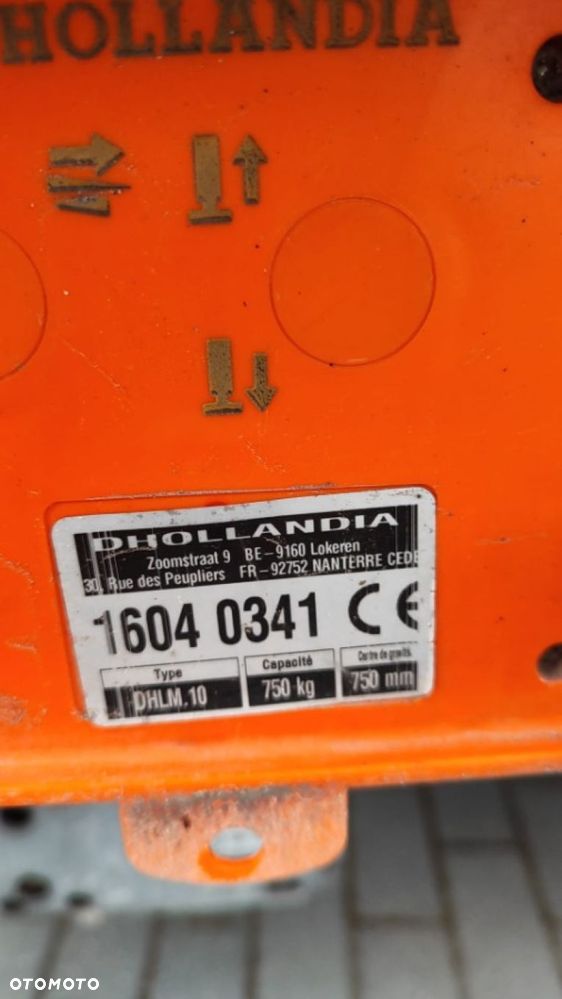 DHOLLANDIA
DHOLLANDIA
Zoomstraat 9 BE-9160 Lokeren
30, Rue des Peupliers FR-92752 NANTERRE CEDE
1604 0341 CE
Type Capacité Centre de gravité
DHLM.10 750 kg 750 mm
OTOMOTO